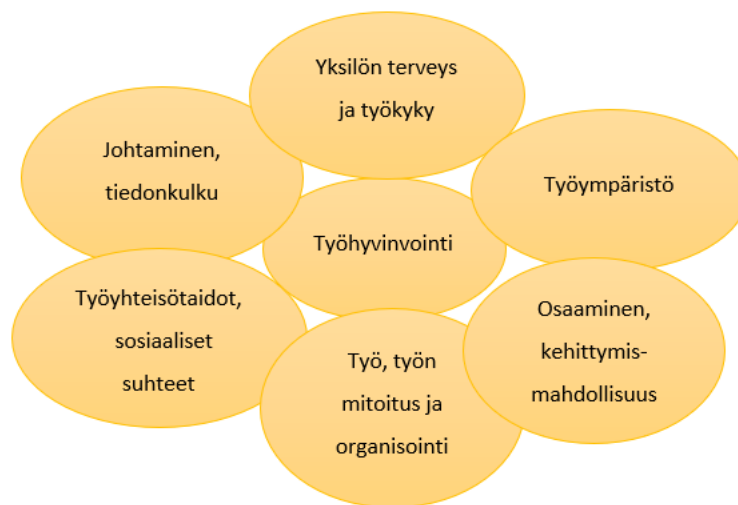 Yksilön terveys
ja työkyky
Johtaminen,
tiedonkulku
Työympäristö
Työhyvinvointi
Työyhteisötaidot,
sosiaaliset
suhteet
Osaaminen,
kehittymis-
mahdollisuus
Työ, työn
mitoitus ja
organisointi